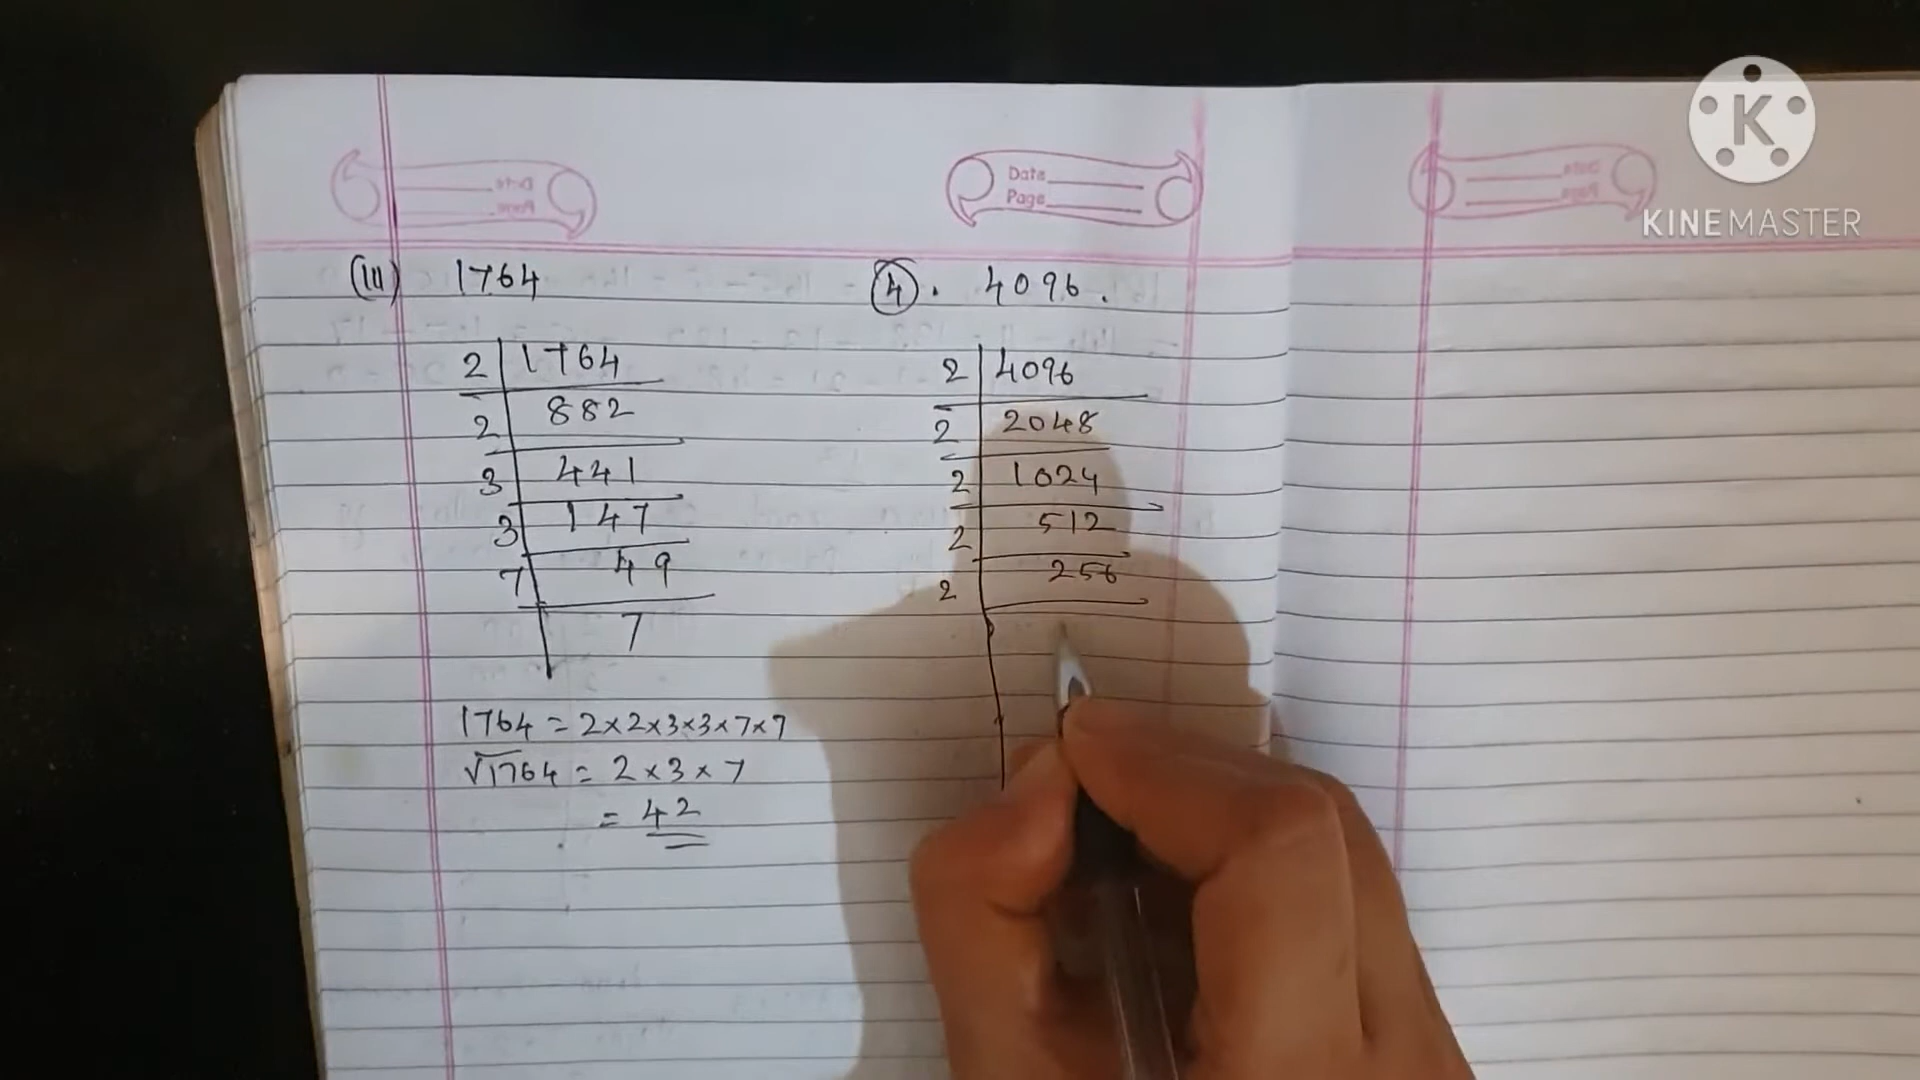 Date
Page
KINEMASTER
(iii) 1764
2 | 1764
2 | 882
3 | 441
3 | 147
7 | 49
7
1764 = 2×2×3×3×7×7
√1764 = 2×3×7
= 42
4. 4096.
2 | 4096
2 | 2048
2 | 1024
2 | 512
2 | 256